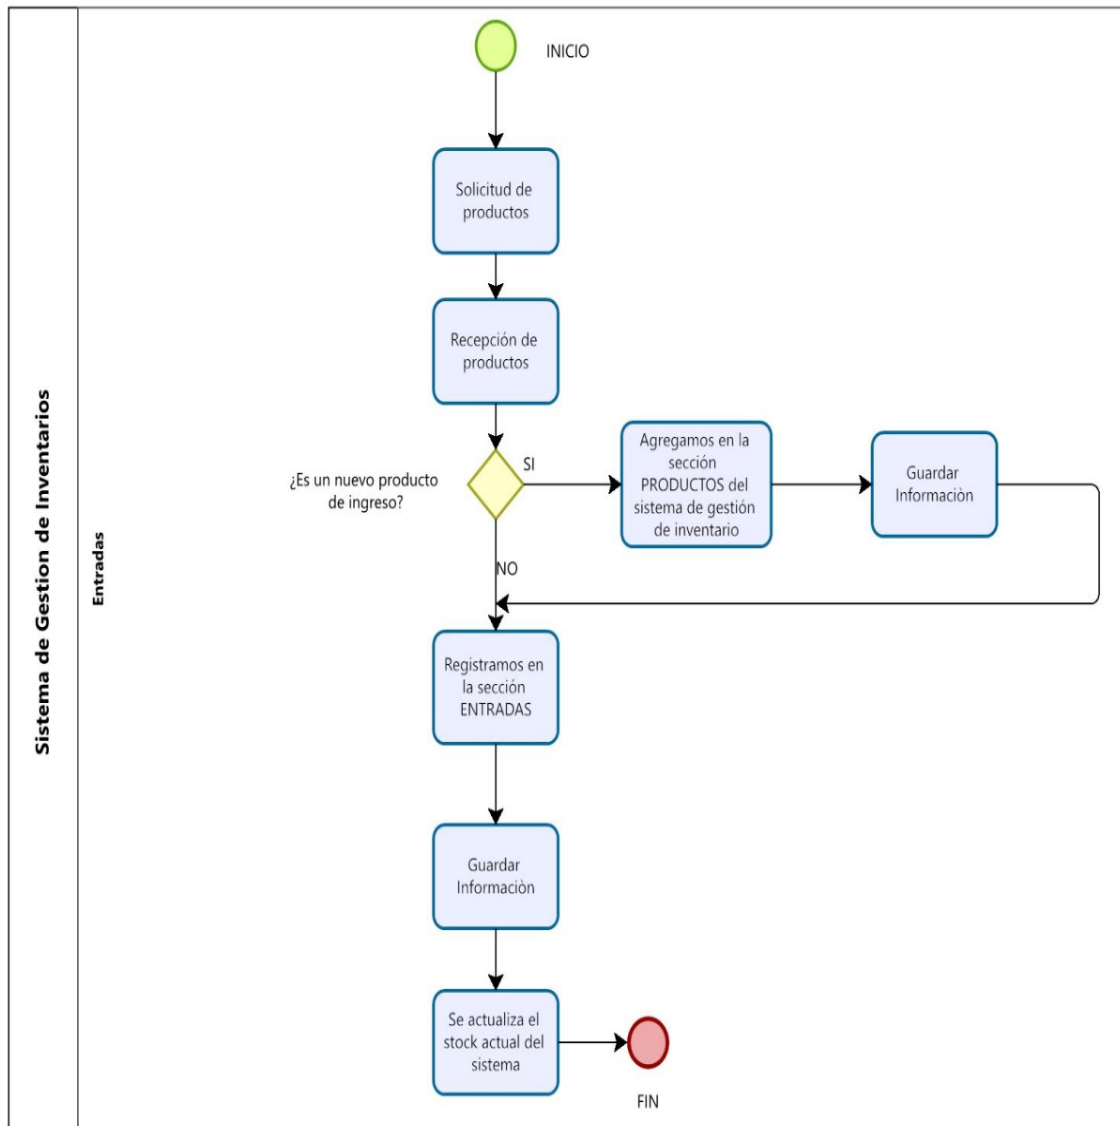 Sistema de Gestion de Inventarios
Entradas
INICIO
Solicitud de
productos
Recepción de
productos
¿Es un nuevo producto
de ingreso?
SI
Agregamos en la
sección
PRODUCTOS del
sistema de gestión
de inventario
Guardar
Informaciòn
NO
Registramos en
la sección
ENTRADAS
Guardar
Informaciòn
Se actualiza el
stock actual del
sistema
FIN